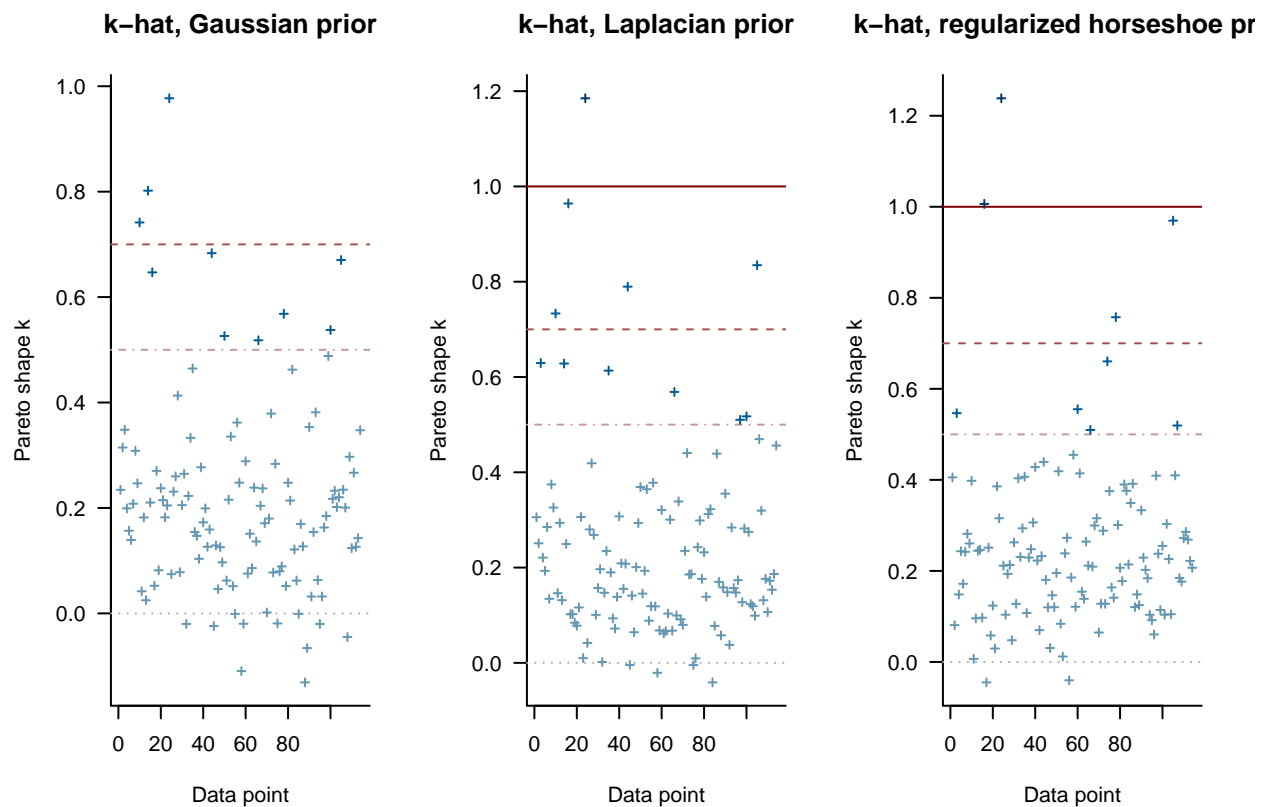 k−hat, Gaussian prior
Pareto shape k
1.0
0.8
0.6
0.4
0.2
0.0
0 20 40 60 80
Data point
k−hat, Laplacian prior
Pareto shape k
1.2
1.0
0.8
0.6
0.4
0.2
0.0
0 20 40 60 80
Data point
k−hat, regularized horseshoe pr
Pareto shape k
1.2
1.0
0.8
0.6
0.4
0.2
0.0
0 20 40 60 80
Data point